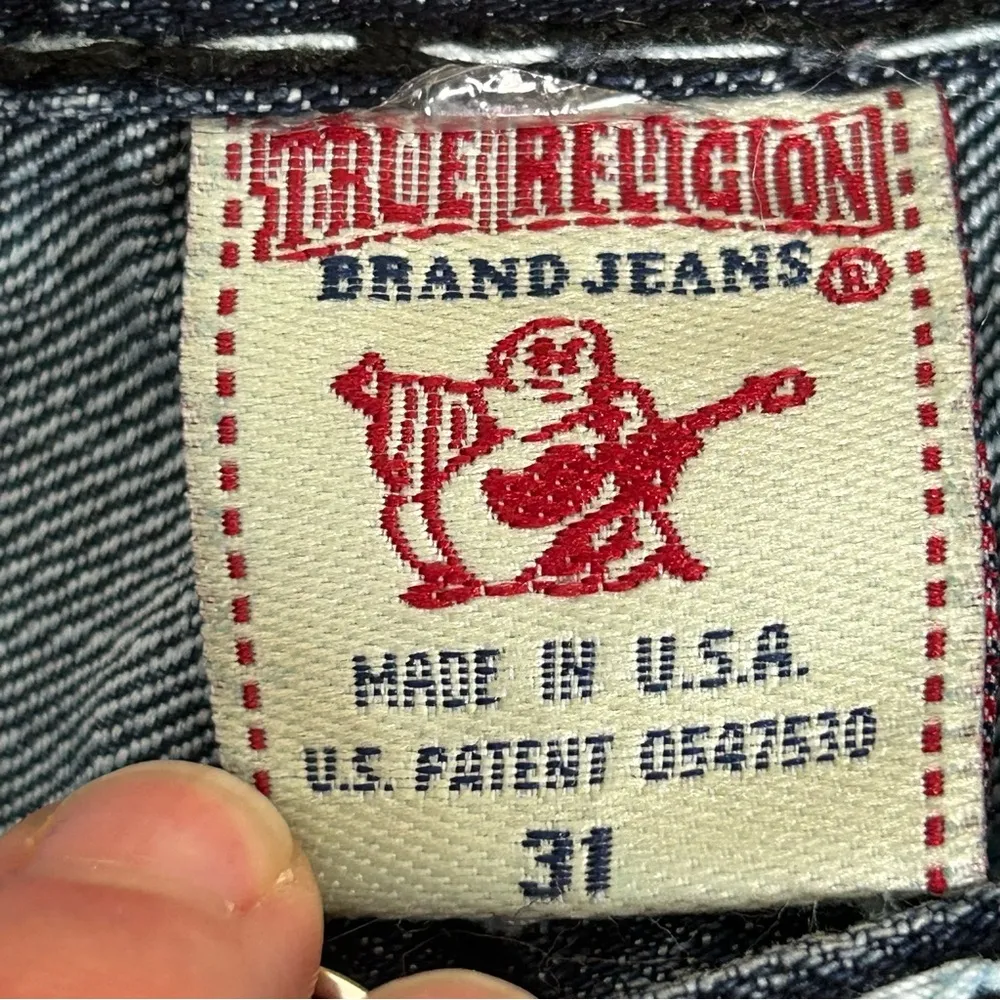 TRUE RELIGION
BRAND JEANS ®
MADE IN U.S.A.
U.S. PATENT 0547530
31